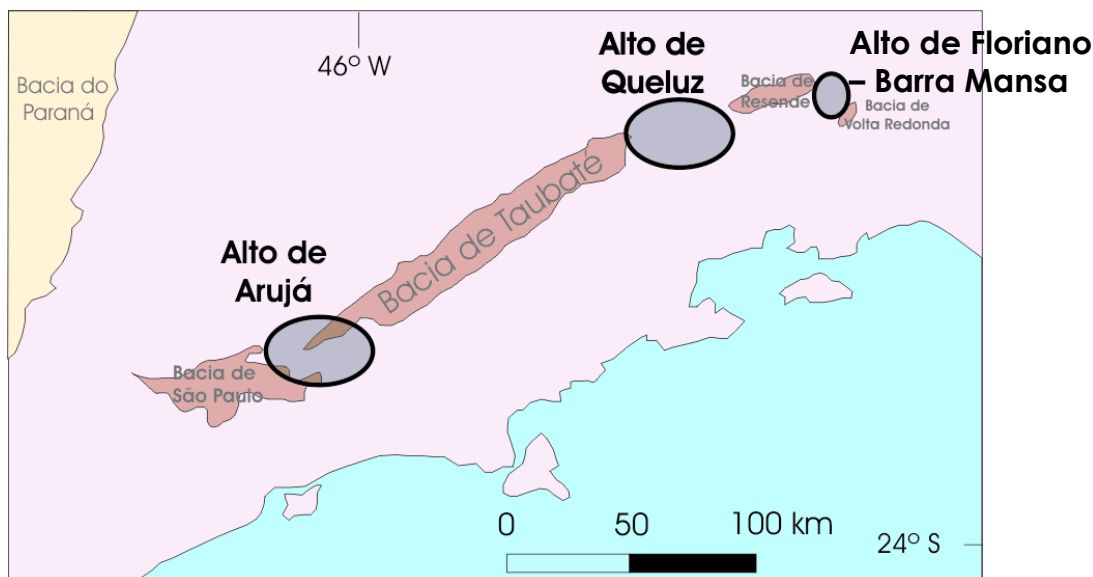 Alto de
Queluz
Alto de Floriano
– Barra Mansa
46° W
Bacia do
Paraná
Bacia de
Resende
Bacia de
Volta Redonda
Bacia de Taubaté
Alto de
Arujá
Bacia de
São Paulo
0 50 100 km
24° S